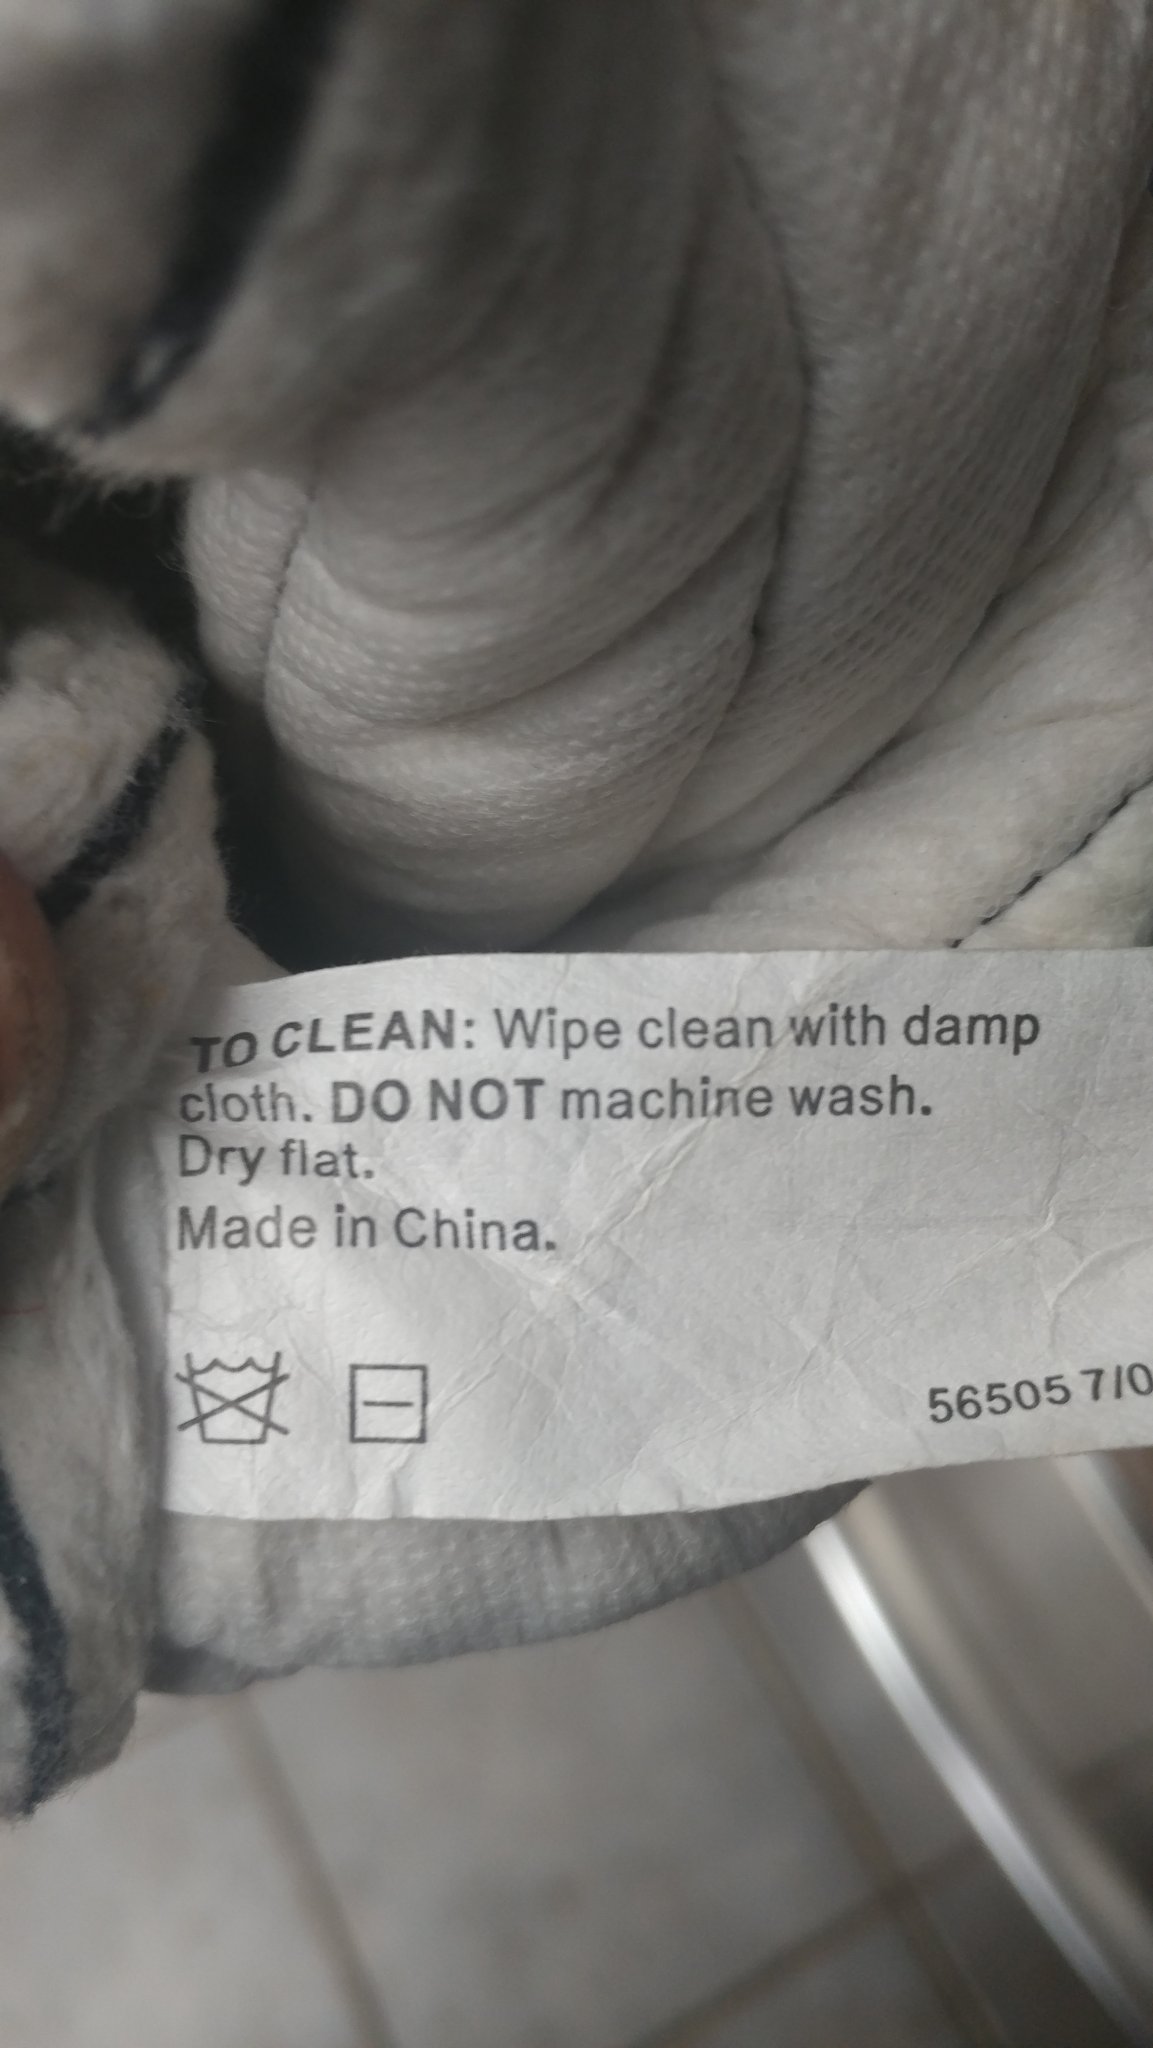 TO CLEAN: Wipe clean with damp
cloth. DO NOT machine wash.
Dry flat.
Made in China.
56505 7/0